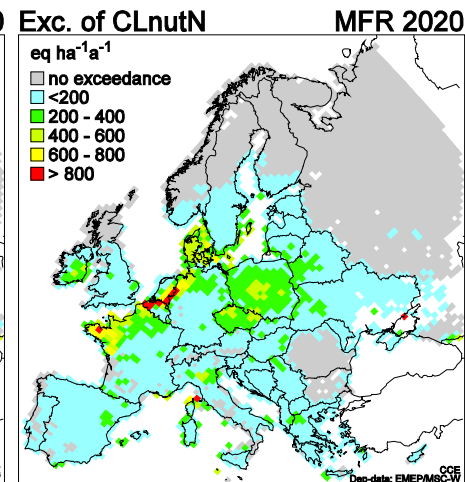 Exc. of CLnutN MFR 2020
eq ha⁻¹a⁻¹
no exceedance
<200
200 - 400
400 - 600
600 - 800
> 800
CCE
Dep-data: EMEP/MSC-W